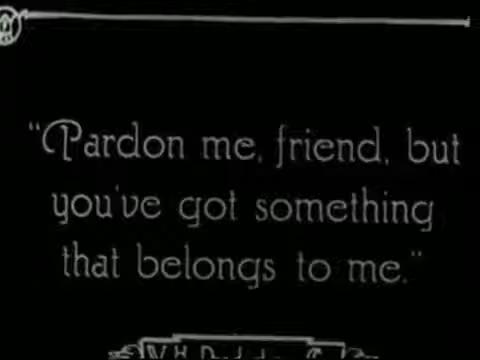 "Pardon me, friend, but
you've got something
that belongs to me."